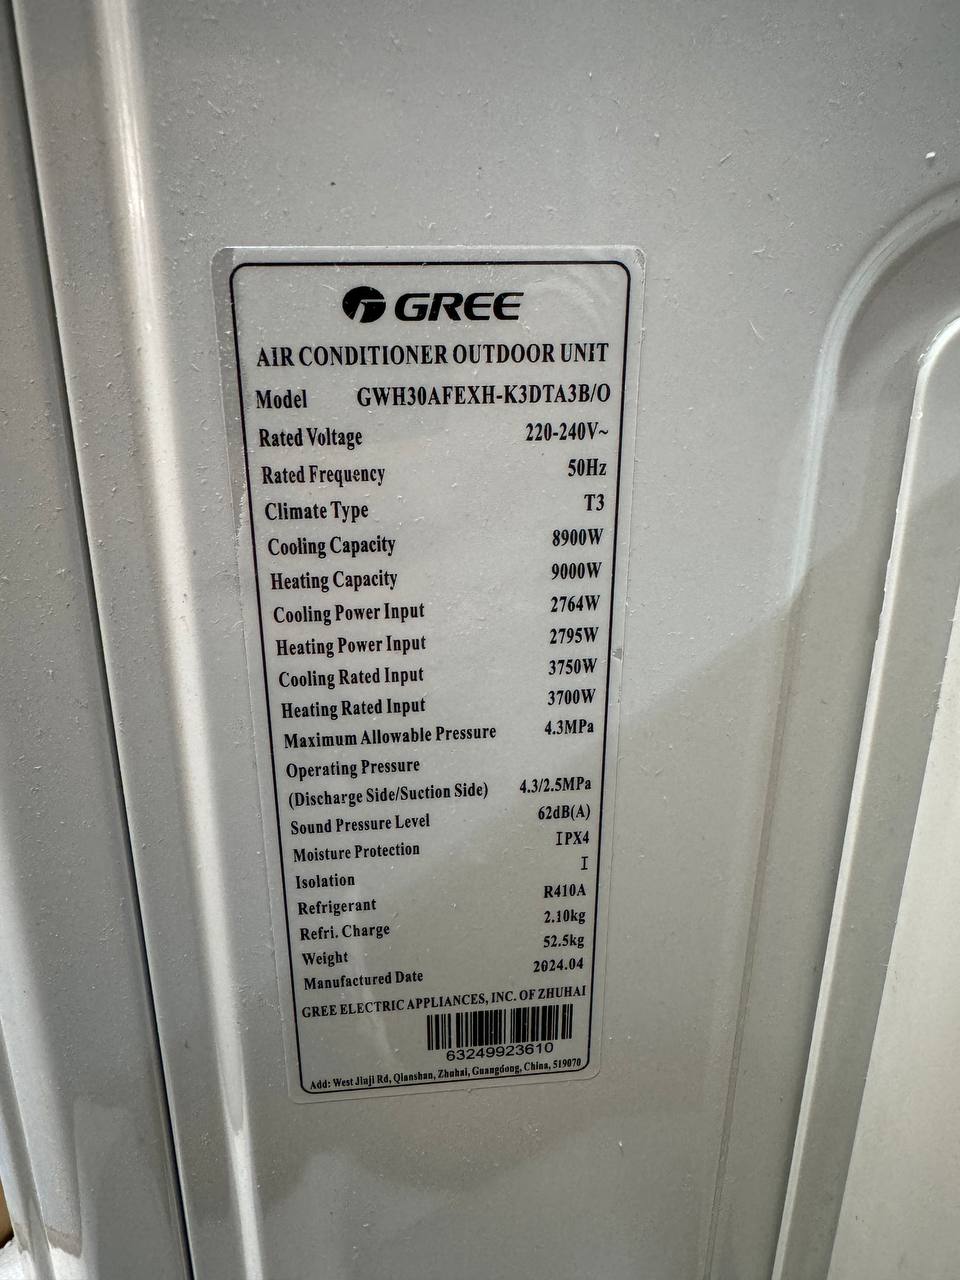 GREE
AIR CONDITIONER OUTDOOR UNIT
Model GWH30AFEXH-K3DTA3B/O
Rated Voltage 220-240V~
Rated Frequency 50Hz
Climate Type T3
Cooling Capacity 8900W
Heating Capacity 9000W
Cooling Power Input 2764W
Heating Power Input 2795W
Cooling Rated Input 3750W
Heating Rated Input 3700W
Maximum Allowable Pressure 4.3MPa
Operating Pressure
(Discharge Side/Suction Side) 4.3/2.5MPa
Sound Pressure Level 62dB(A)
Moisture Protection IPX4
Isolation I
Refrigerant R410A
Refri. Charge 2.10kg
Weight 52.5kg
Manufactured Date 2024.04
GREE ELECTRIC APPLIANCES, INC. OF ZHUHAI
63249923610
Add: West Jinji Rd, Qianshan, Zhuhai, Guangdong, China, 519070